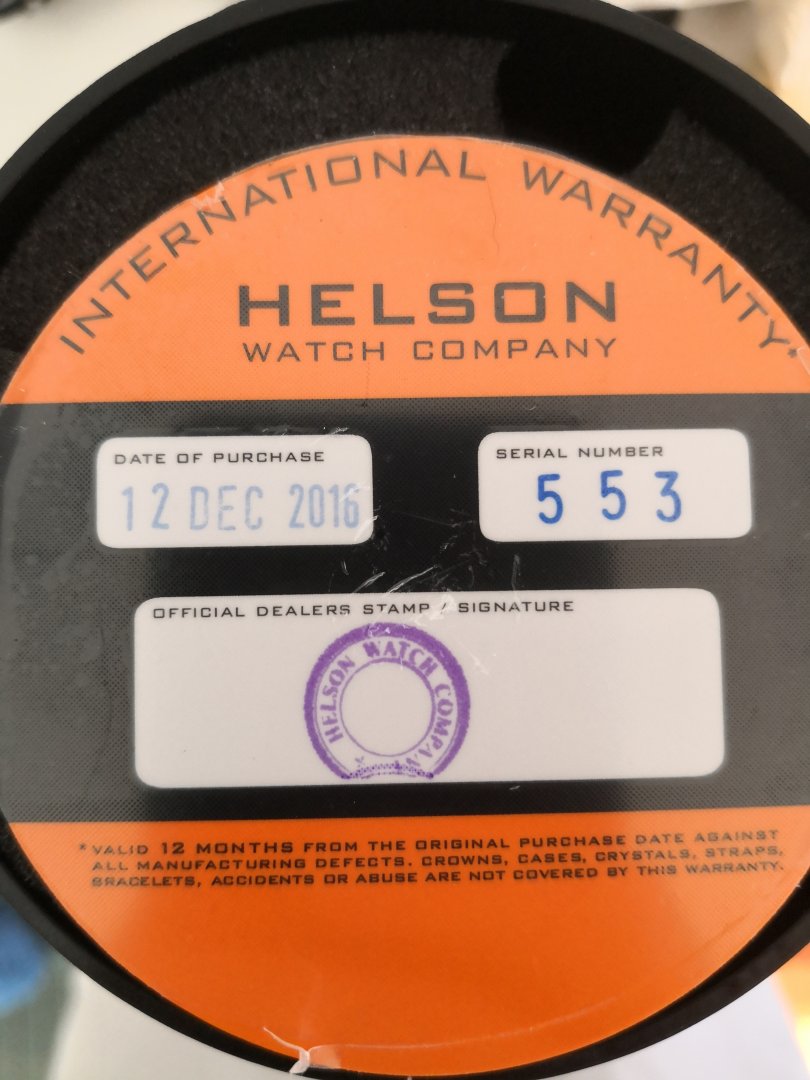 INTERNATIONAL WARRANTY*
HELSON
WATCH COMPANY
DATE OF PURCHASE
12 DEC 2016
SERIAL NUMBER
553
OFFICIAL DEALERS STAMP / SIGNATURE
HELSON WATCH COMPA
* VALID 12 MONTHS FROM THE ORIGINAL PURCHASE DATE AGAINST
ALL MANUFACTURING DEFECTS. CROWNS, CASES, CRYSTALS, STRAPS,
BRACELETS, ACCIDENTS OR ABUSE ARE NOT COVERED BY THIS WARRANTY.